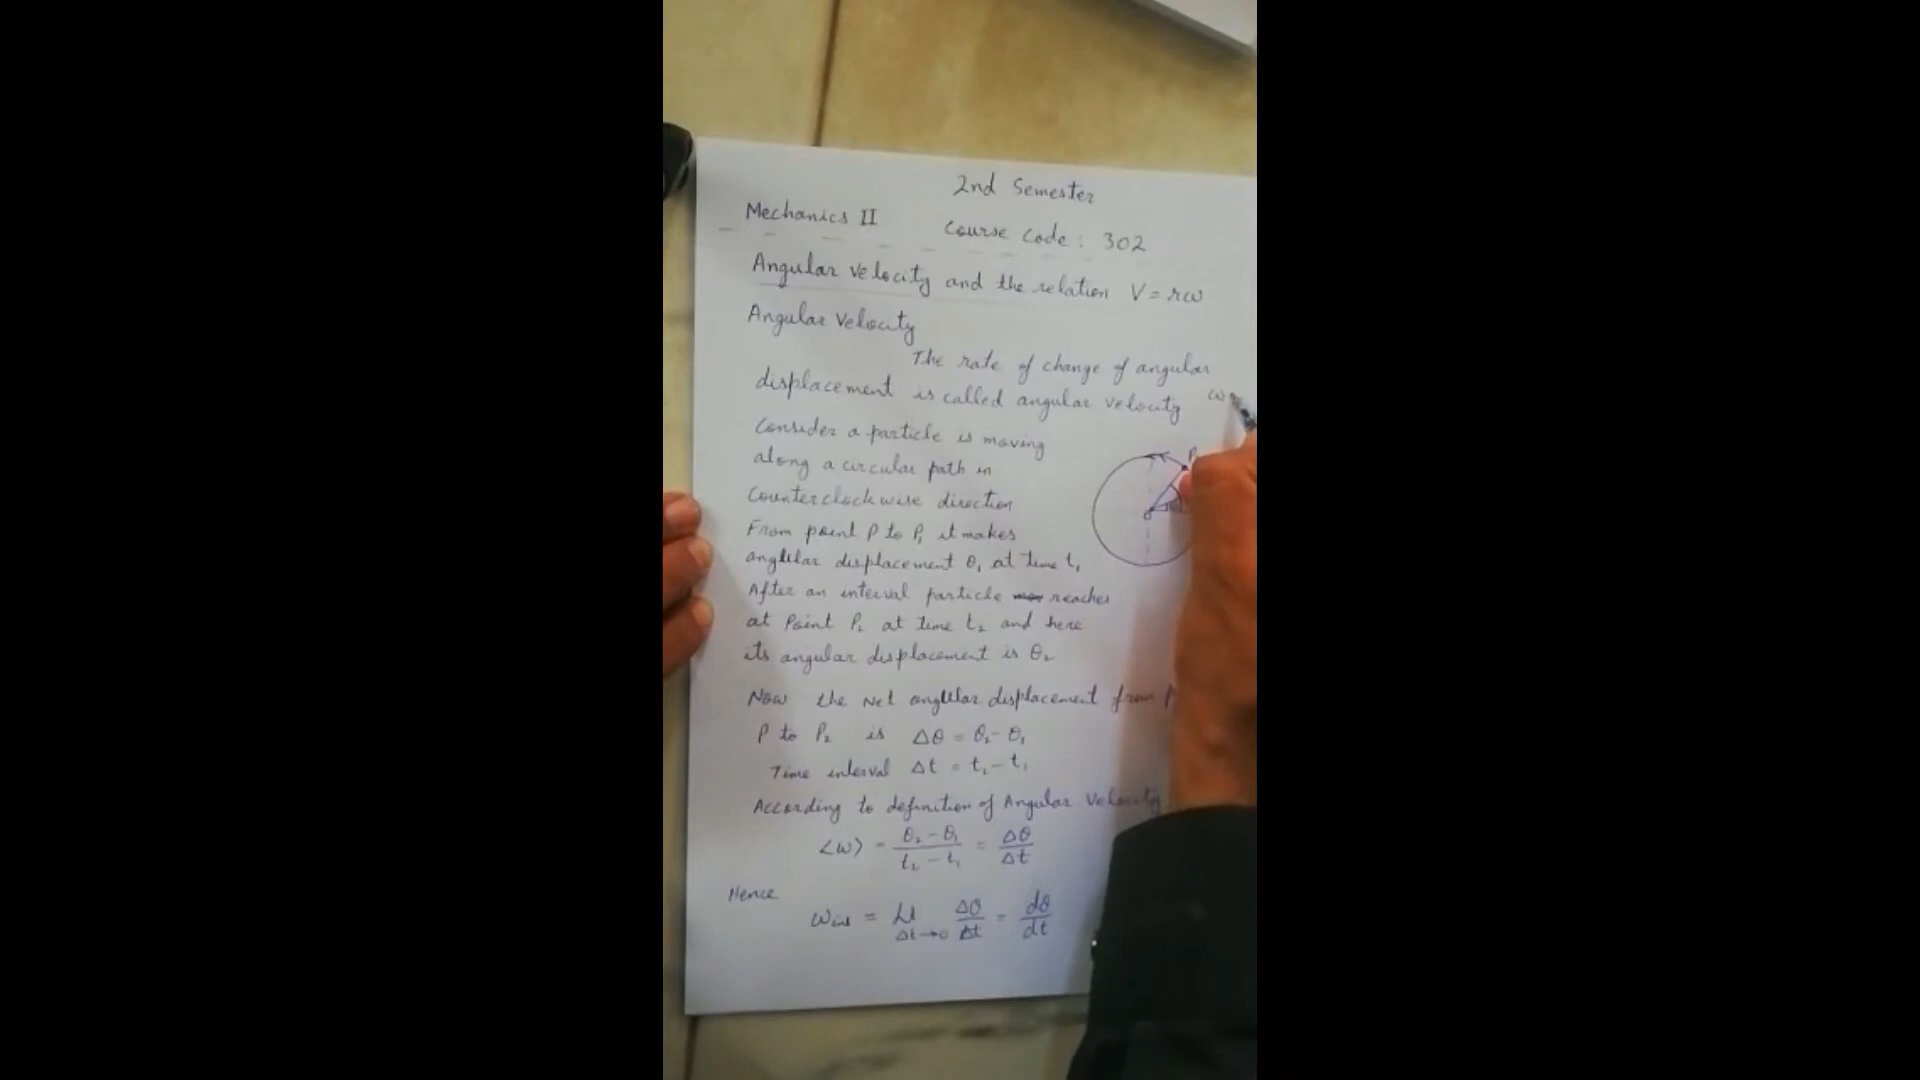 2nd Semester
Mechanics II
Course Code : 302
Angular Velocity and the relation V = rω
Angular Velocity
The rate of change of angular
displacement is called angular velocity ω
Consider a particle is moving
along a circular path in
Counterclockwise direction
From point P to P₁ it makes
angular displacement θ₁ at time t₁
After an interval particle reaches
at Point P₂ at time t₂ and here
its angular displacement is θ₂
Now the Net angular displacement from
P to P₂ is Δθ = θ₂ - θ₁
Time interval Δt = t₂ - t₁
According to definition of Angular Velocity
<ω> = θ₂ - θ₁ / t₂ - t₁ = Δθ / Δt
Hence
ωins = Lt Δt→0 Δθ / Δt = dθ / dt
P
o